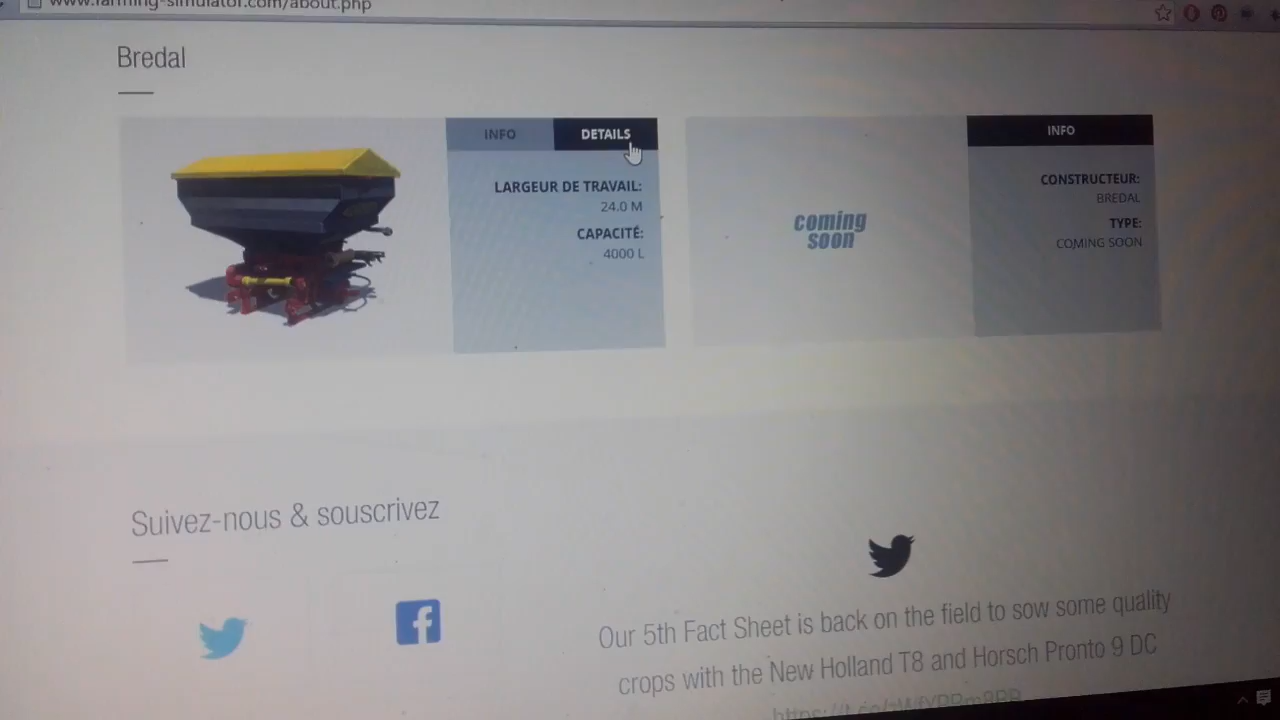 www.farming-simulator.com/about.php
Bredal
INFO
DETAILS
LARGEUR DE TRAVAIL:
24.0 M
CAPACITÉ:
4000 L
coming
soon
INFO
CONSTRUCTEUR:
BREDAL
TYPE:
COMING SOON
Suivez-nous & souscrivez
Our 5th Fact Sheet is back on the field to sow some quality
crops with the New Holland T8 and Horsch Pronto 9 DC